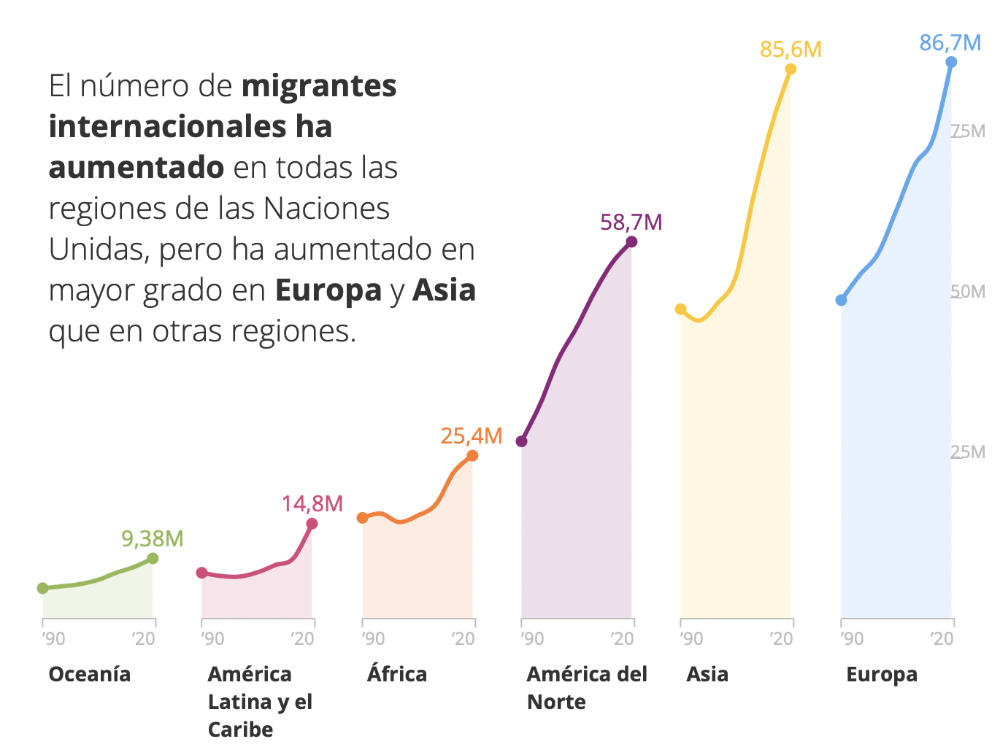 El número de migrantes
internacionales ha
aumentado en todas las
regiones de las Naciones
Unidas, pero ha aumentado en
mayor grado en Europa y Asia
que en otras regiones.
9,38M
14,8M
25,4M
58,7M
85,6M
86,7M
75M
50M
25M
’90 ’20
’90 ’20
’90 ’20
’90 ’20
’90 ’20
’90 ’20
Oceanía
América
Latina y el
Caribe
África
América del
Norte
Asia
Europa